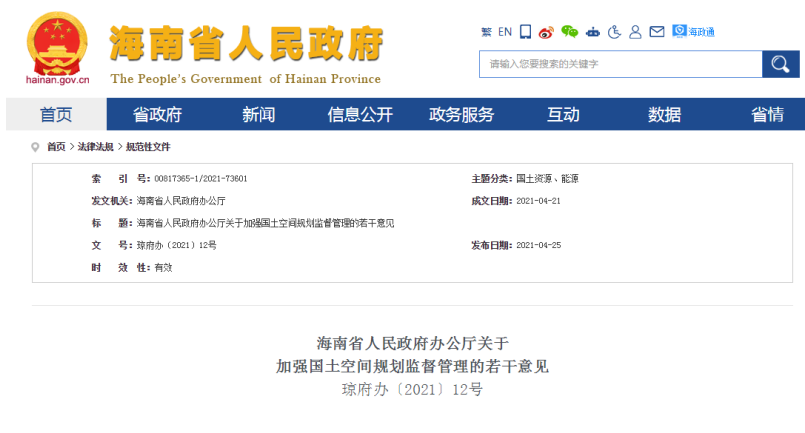 海南省人民政府
The People's Government of Hainan Province
hainan.gov.cn
繁 EN 海政通
请输入您要搜索的关键字
首页 省政府 新闻 信息公开 政务服务 互动 数据 省情
首页 > 法律法规 > 规范性文件
索 引 号：00817365-1/2021-73601 主题分类：国土资源、能源
发文机关：海南省人民政府办公厅 成文日期：2021-04-21
标 题：海南省人民政府办公厅关于加强国土空间规划监督管理的若干意见
文 号：琼府办〔2021〕12号 发布日期：2021-04-25
时 效 性：有效
海南省人民政府办公厅关于
加强国土空间规划监督管理的若干意见
琼府办〔2021〕12号